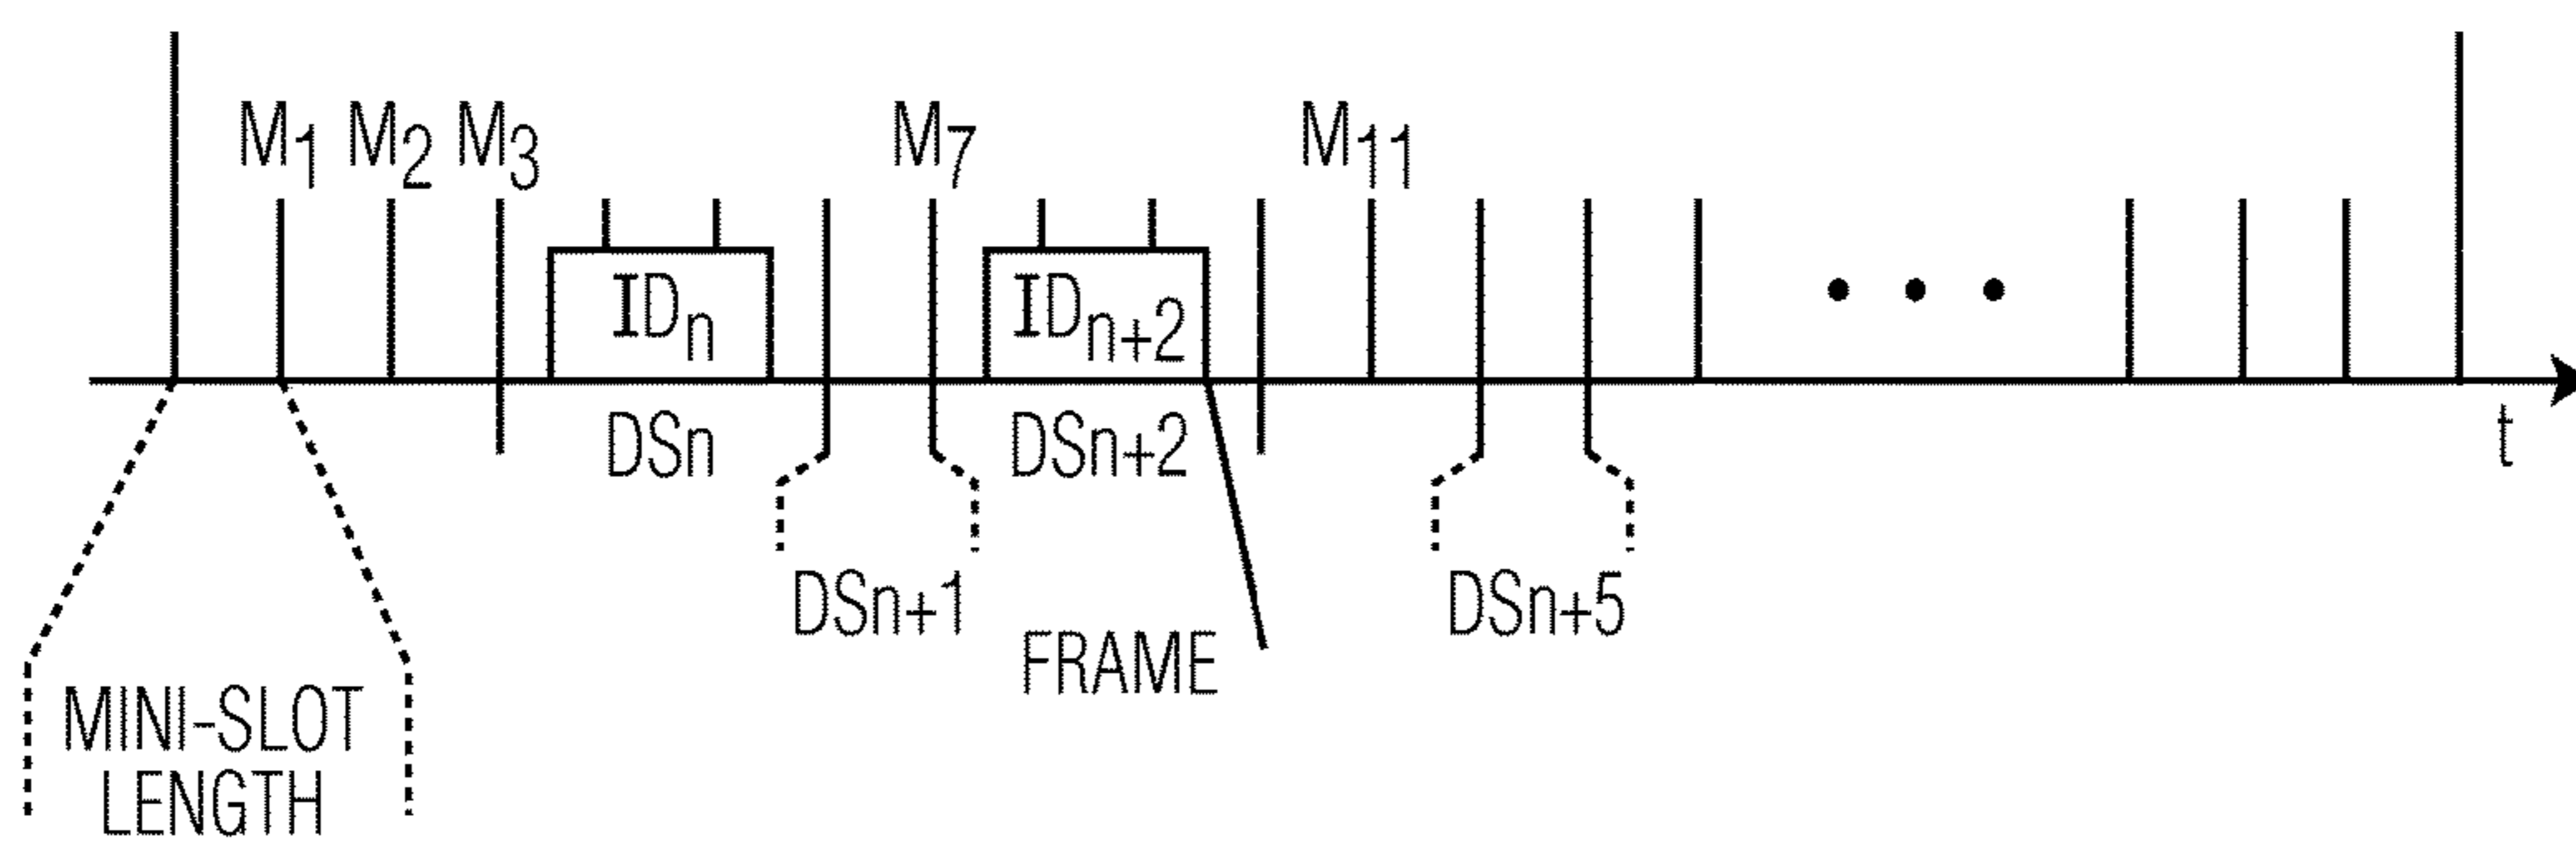 M1 M2 M3 M7 M11
IDn IDn+2
DSn DSn+2 t
DSn+1 DSn+5
FRAME
MINI-SLOT
LENGTH